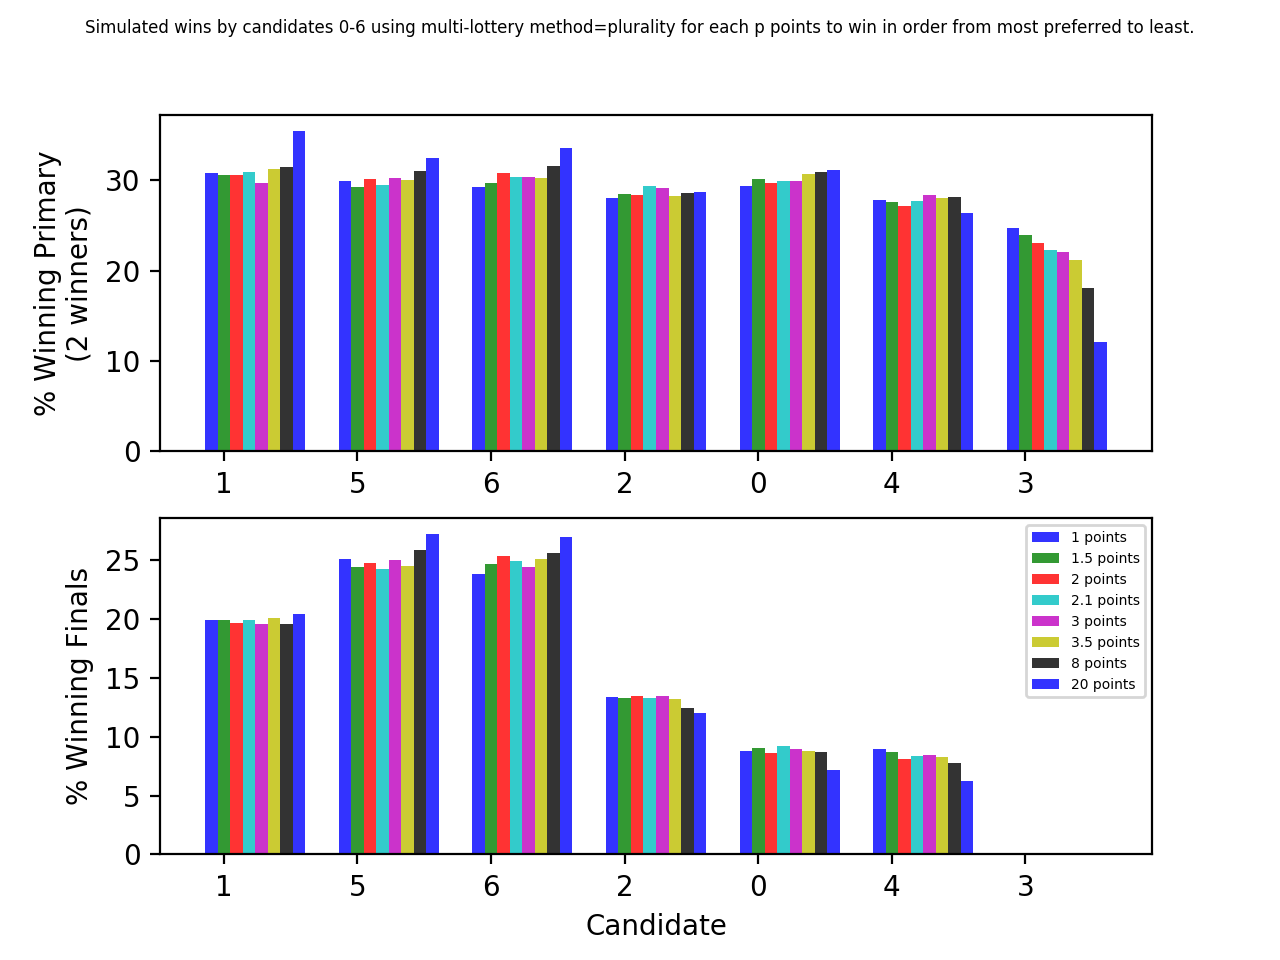 Simulated wins by candidates 0-6 using multi-lottery method=plurality for each p points to win in order from most preferred to least.
% Winning Primary
(2 winners)
30
20
10
0
1 5 6 2 0 4 3
% Winning Finals
25
20
15
10
5
0
1 points
1.5 points
2 points
2.1 points
3 points
3.5 points
8 points
20 points
1 5 6 2 0 4 3
Candidate